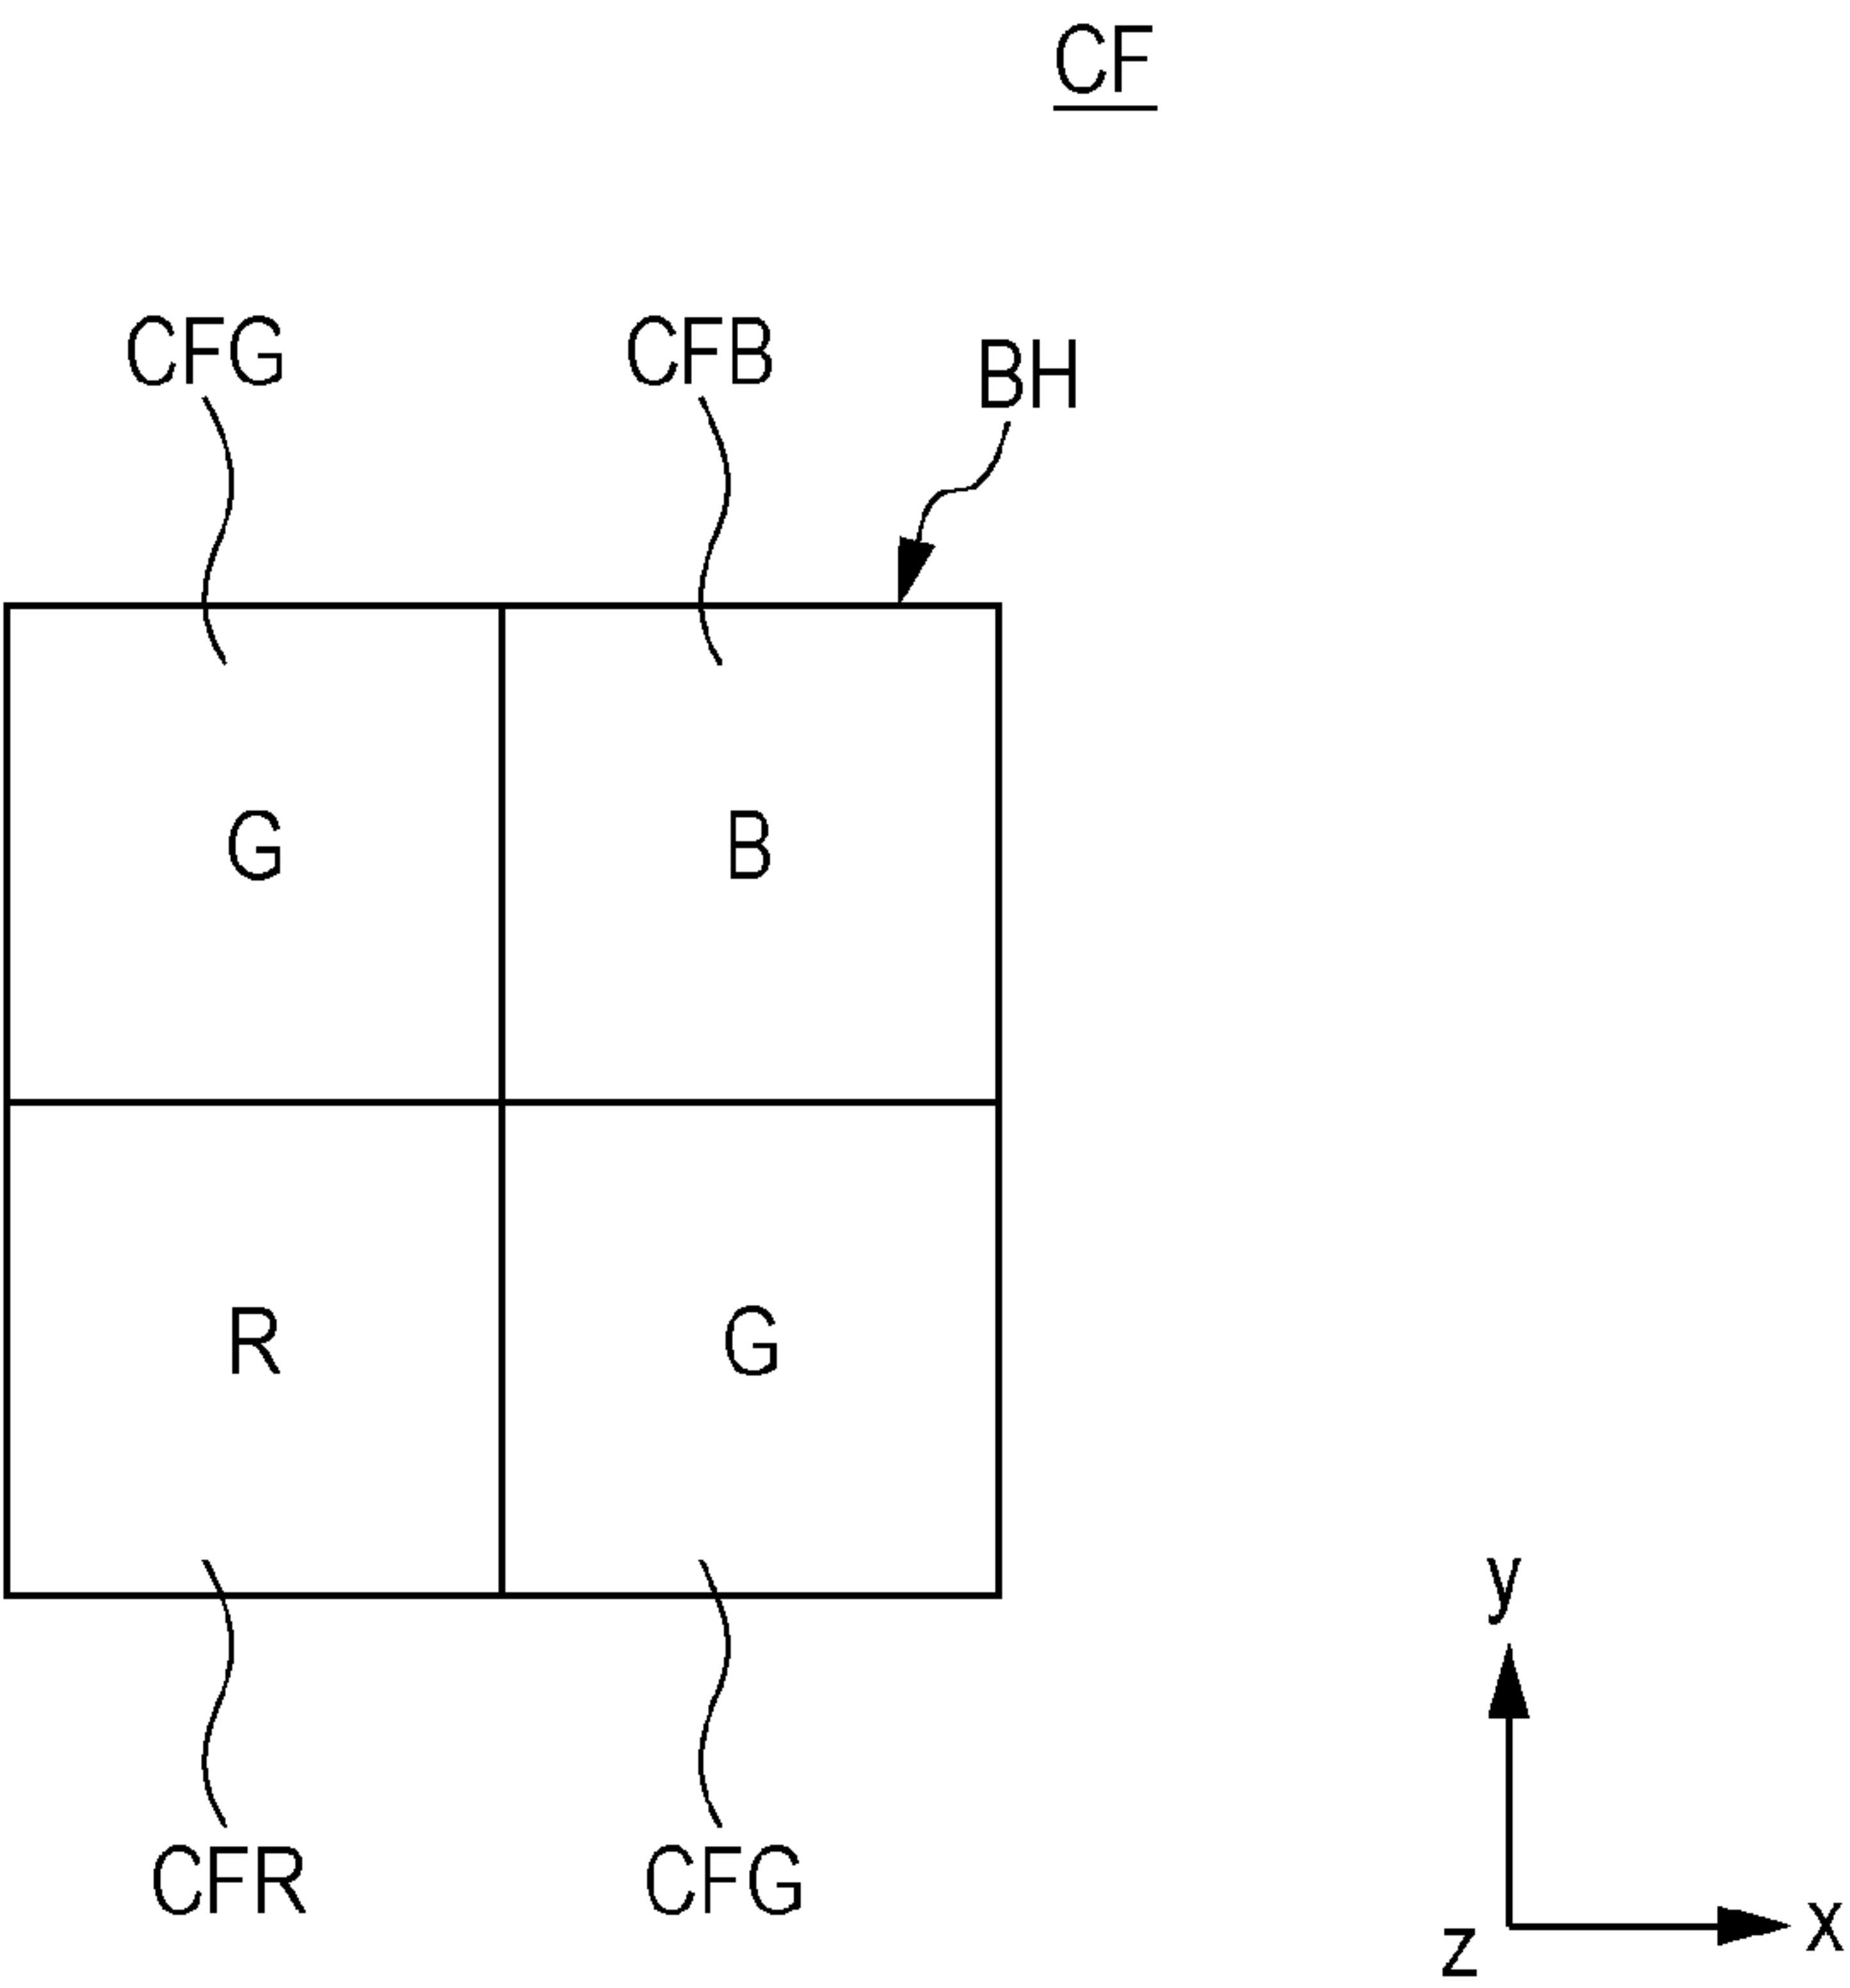 CF
CFG CFB BH
G B
R G
CFR CFG
y
z x